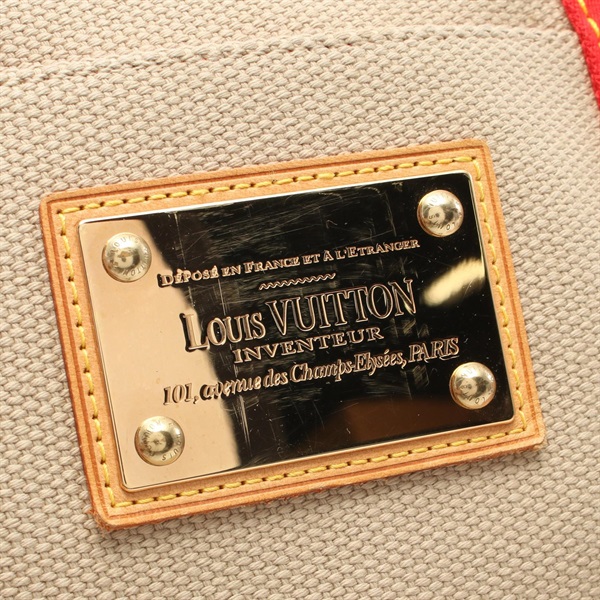 DÉPOSÉ EN FRANCE ET À L'ETRANGER
LOUIS VUITTON
INVENTEUR
101, avenue des Champs-Elysées, PARIS